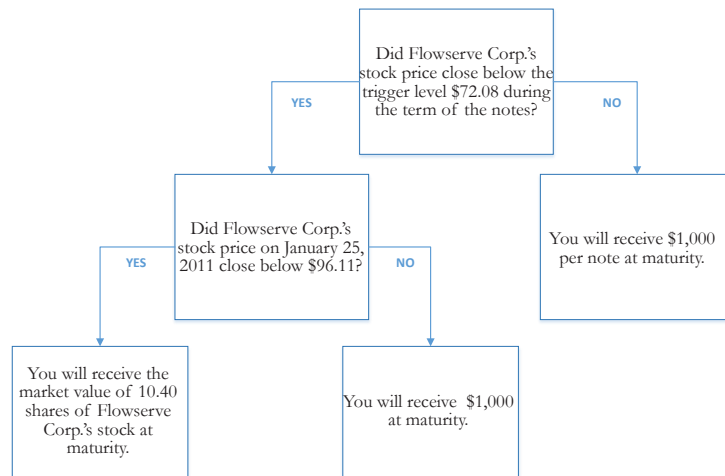 Did Flowserve Corp.'s
stock price close below the
trigger level $72.08 during
the term of the notes?
YES
NO
Did Flowserve Corp.'s
stock price on January 25,
2011 close below $96.11?
You will receive $1,000
per note at maturity.
YES
NO
You will receive the
market value of 10.40
shares of Flowserve
Corp.'s stock at
maturity.
You will receive $1,000
at maturity.